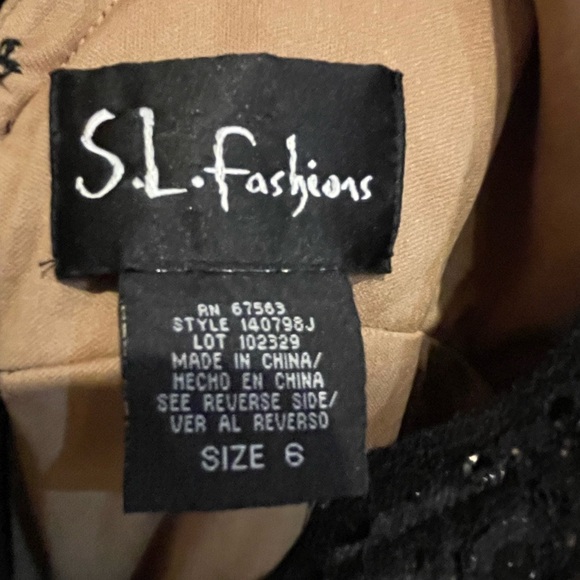 S.L. fashions
RN 67563
STYLE 140798J
LOT 102329
MADE IN CHINA/
HECHO EN CHINA
SEE REVERSE SIDE/
VER AL REVERSO
SIZE 6